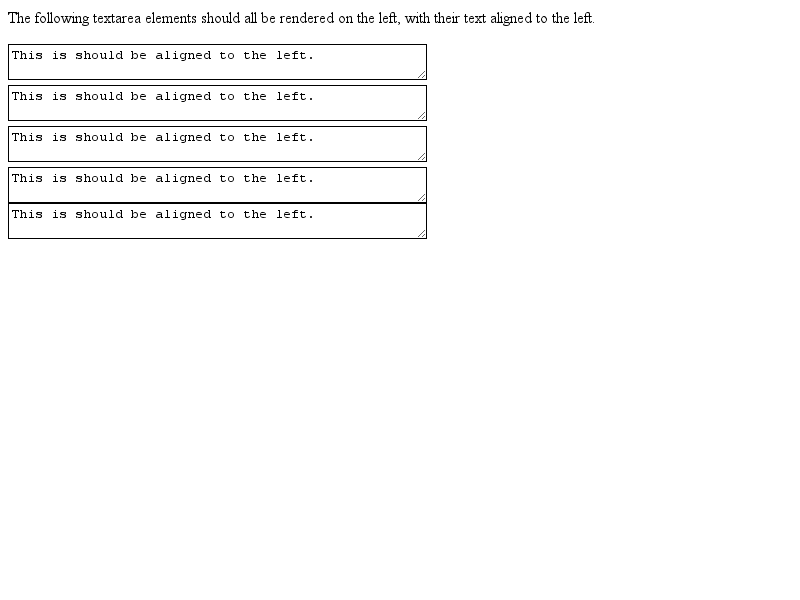 The following textarea elements should all be rendered on the left, with their text aligned to the left.
This is should be aligned to the left.
This is should be aligned to the left.
This is should be aligned to the left.
This is should be aligned to the left.
This is should be aligned to the left.